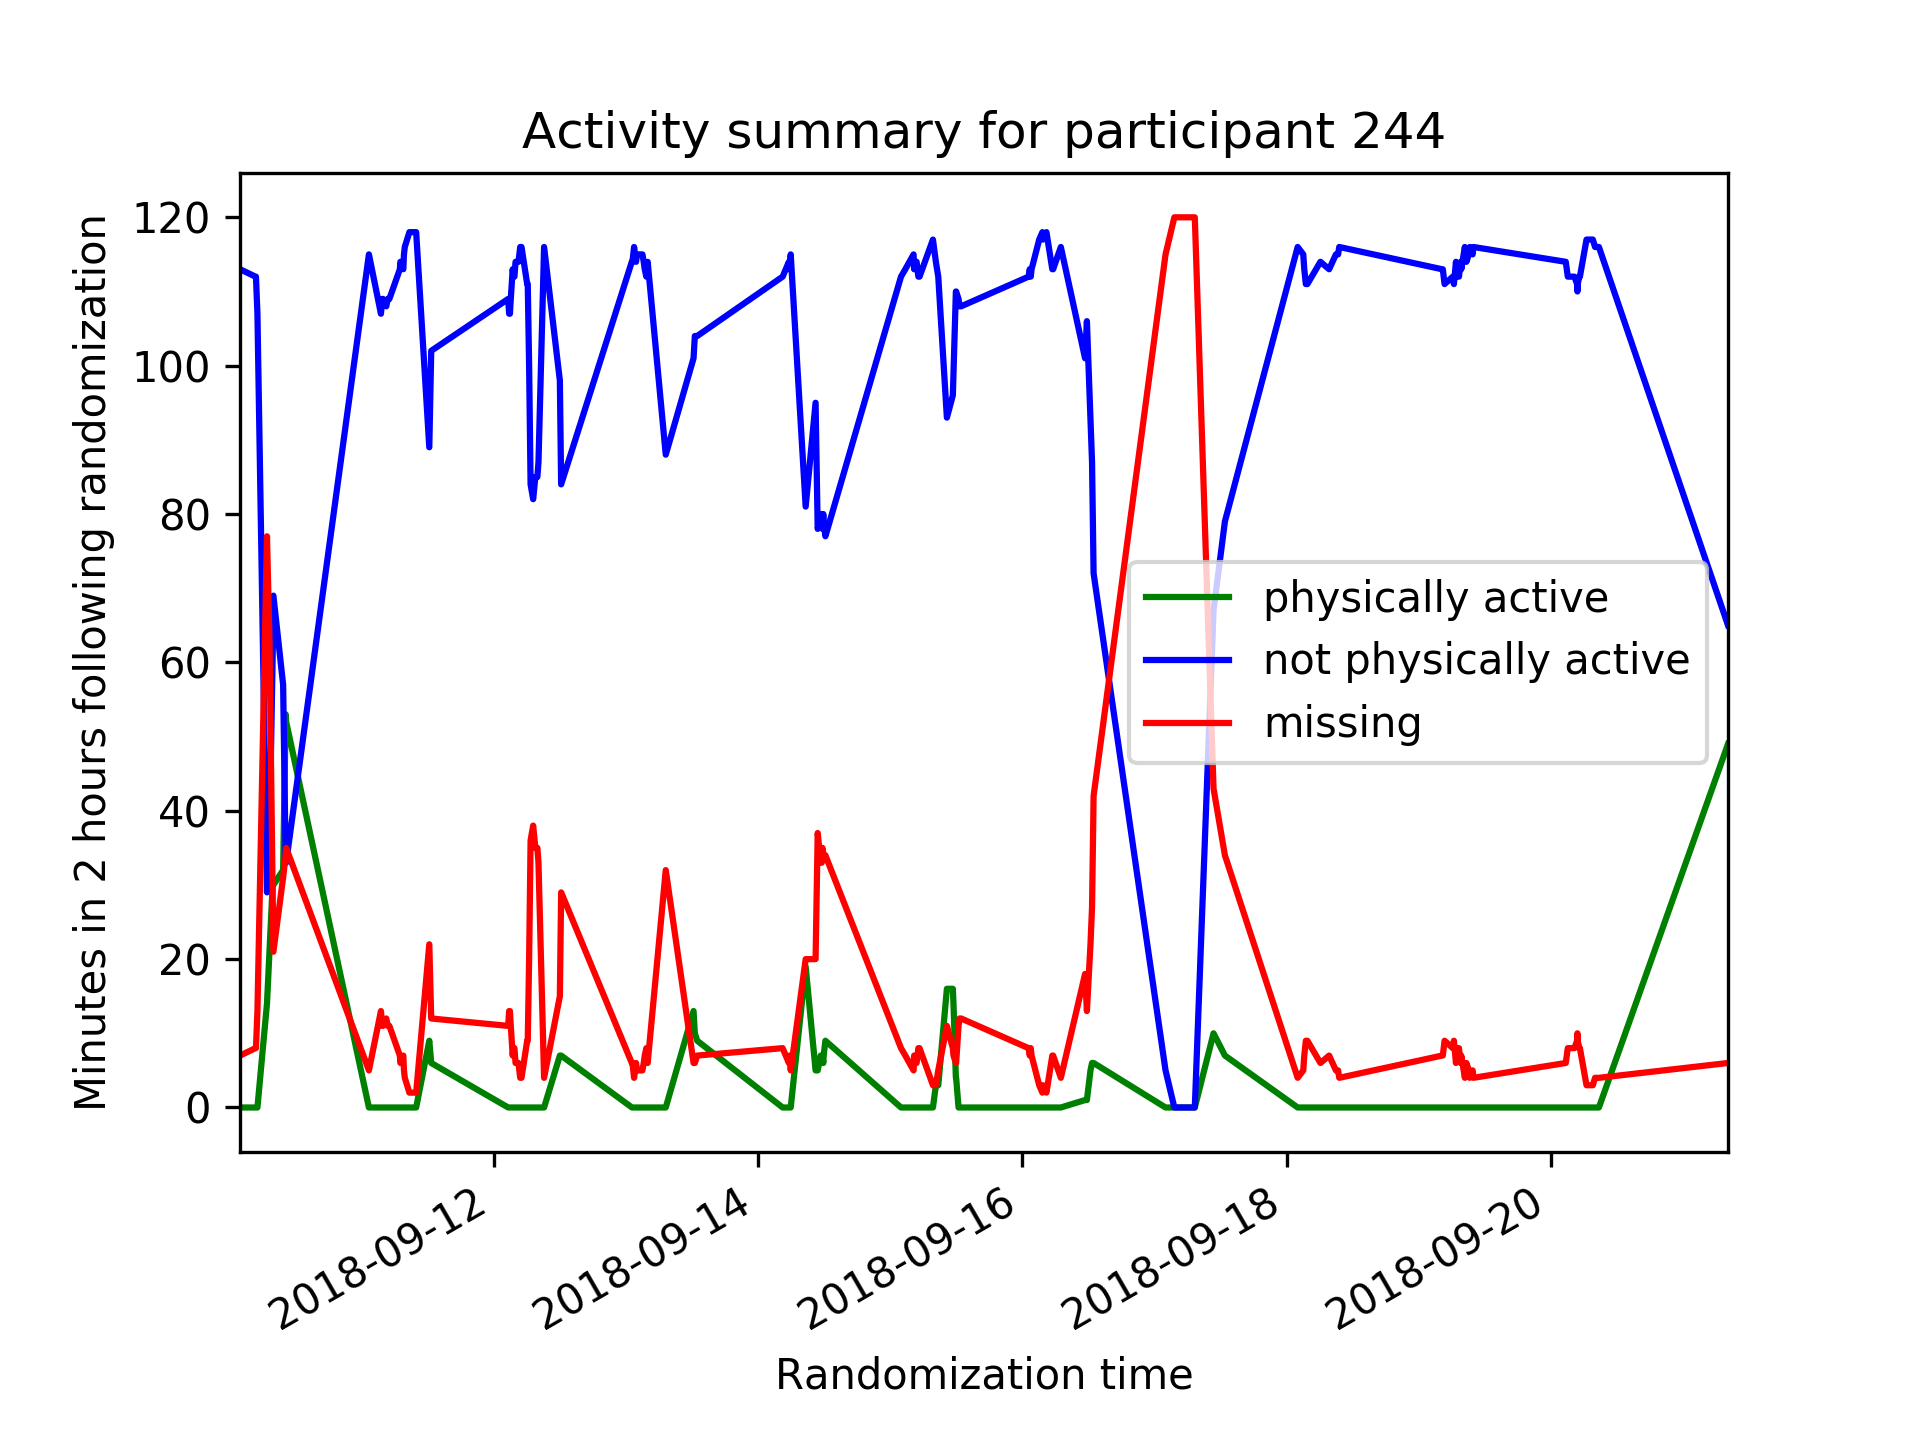 Activity summary for participant 244
Minutes in 2 hours following randomization
120
100
80
60
40
20
0
physically active
not physically active
missing
2018-09-12
2018-09-14
2018-09-16
2018-09-18
2018-09-20
Randomization time